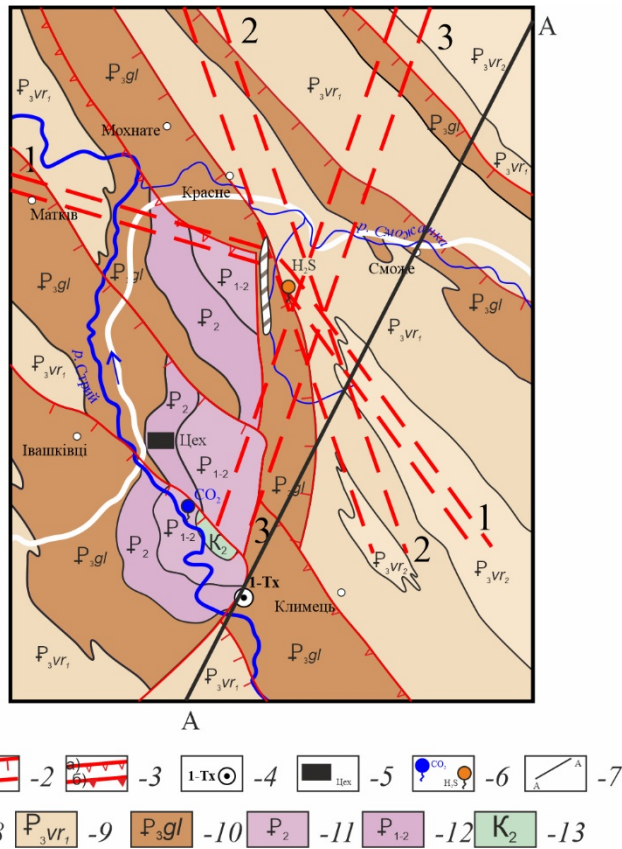 A
2
3
₽₃vr₂
₽₃vr₁
₽₃gl
₽₃vr₁
₽₃gl
Мохнате
₽₃vr₁
1
Красне
Матків
р. Сможанка
₽₃vr₁
H₂S
Сможе
₽₃gl
₽₁₋₂
₽₃gl
₽₃gl
₽₂
₽₃vr₁
р. Стрий
₽₂
₽₃vr₁
Івашківці
Цех
₽₁₋₂
CO₂
₽₃gl
1
3
2
₽₂
₽₁₋₂
K₂
₽₃gl
₽₃vr₂
₽₃vr₂
1-Тх
Климець
₽₃gl
₽₃vr₁
₽₃vr₁
A
-2 а) б) -3 1-Тх -4 Цех -5 CO₂ H₂S -6 A A -7
8 ₽₃vr₁ -9 ₽₃gl -10 ₽₂ -11 ₽₁₋₂ -12 K₂ -13